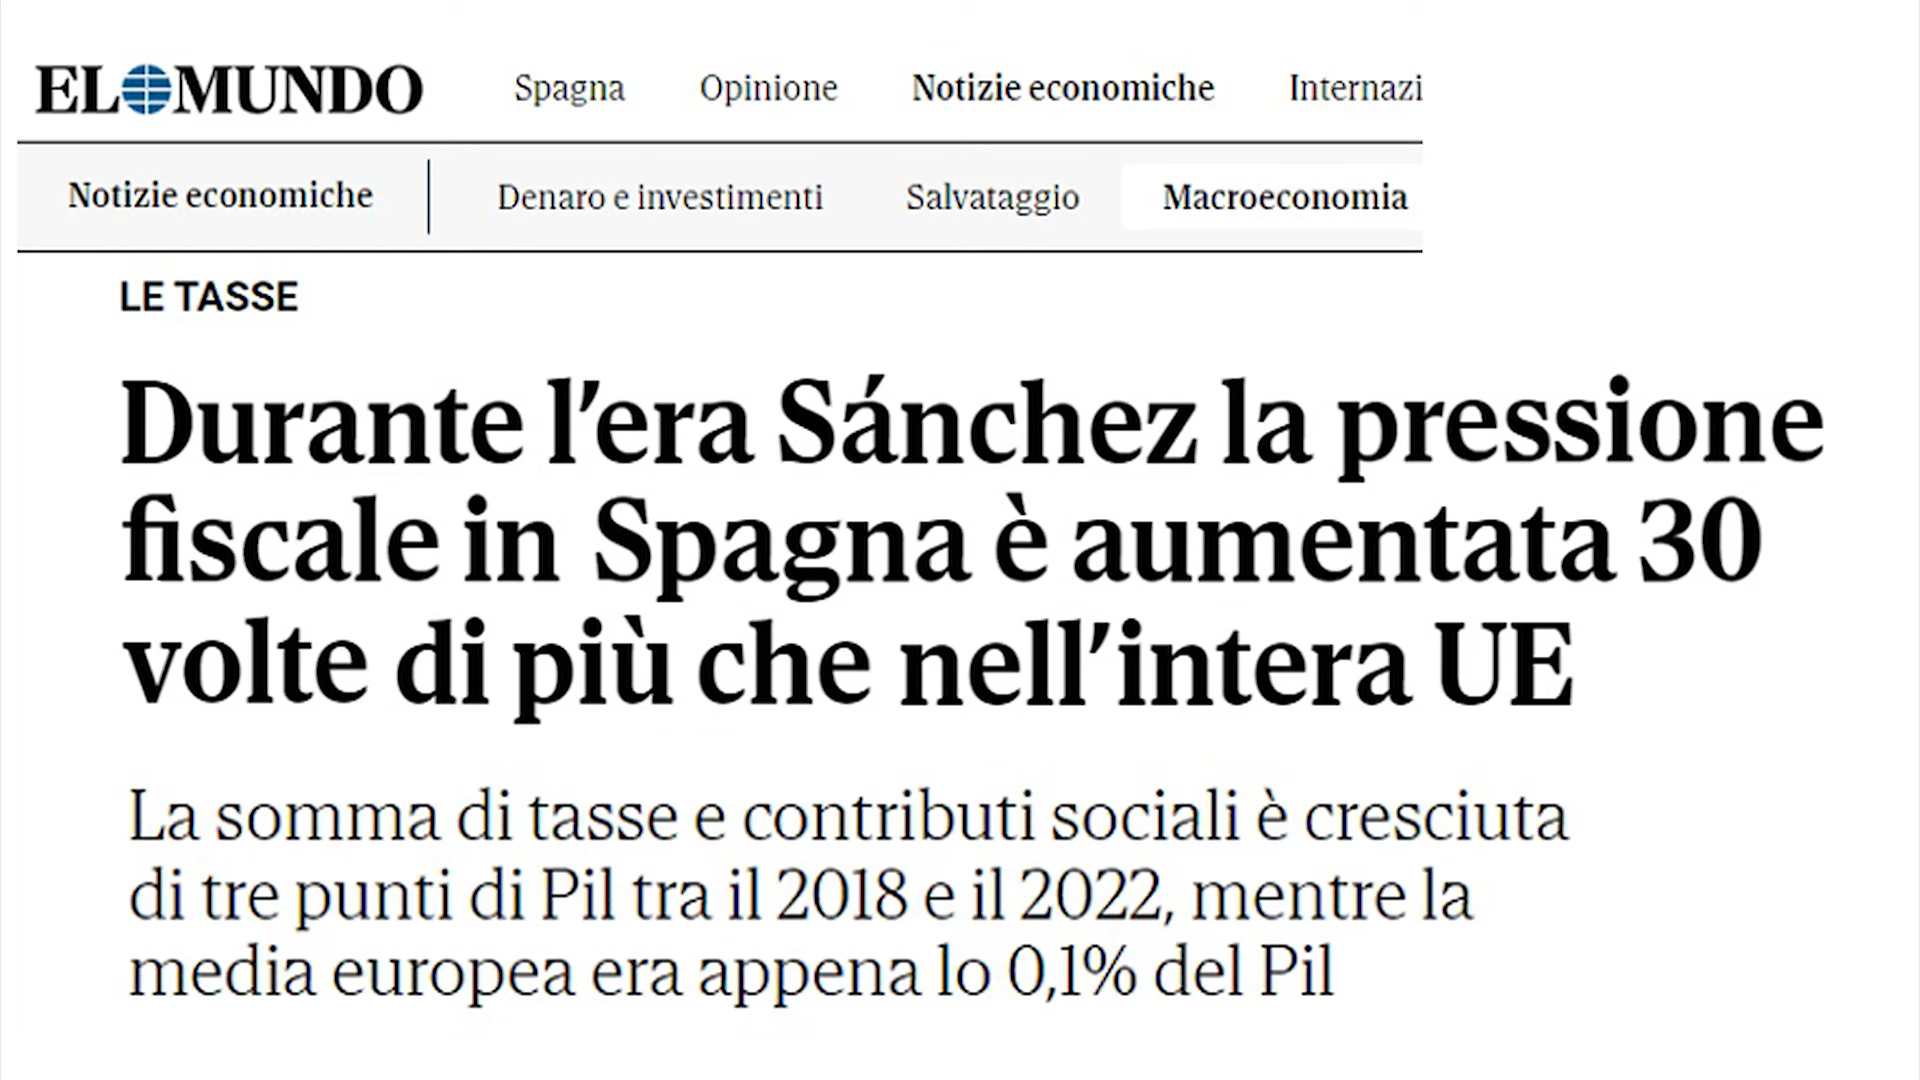 EL MUNDO Spagna Opinione Notizie economiche Internazi
Notizie economiche Denaro e investimenti Salvataggio Macroeconomia
LE TASSE
Durante l’era Sánchez la pressione
fiscale in Spagna è aumentata 30
volte di più che nell’intera UE
La somma di tasse e contributi sociali è cresciuta
di tre punti di Pil tra il 2018 e il 2022, mentre la
media europea era appena lo 0,1% del Pil